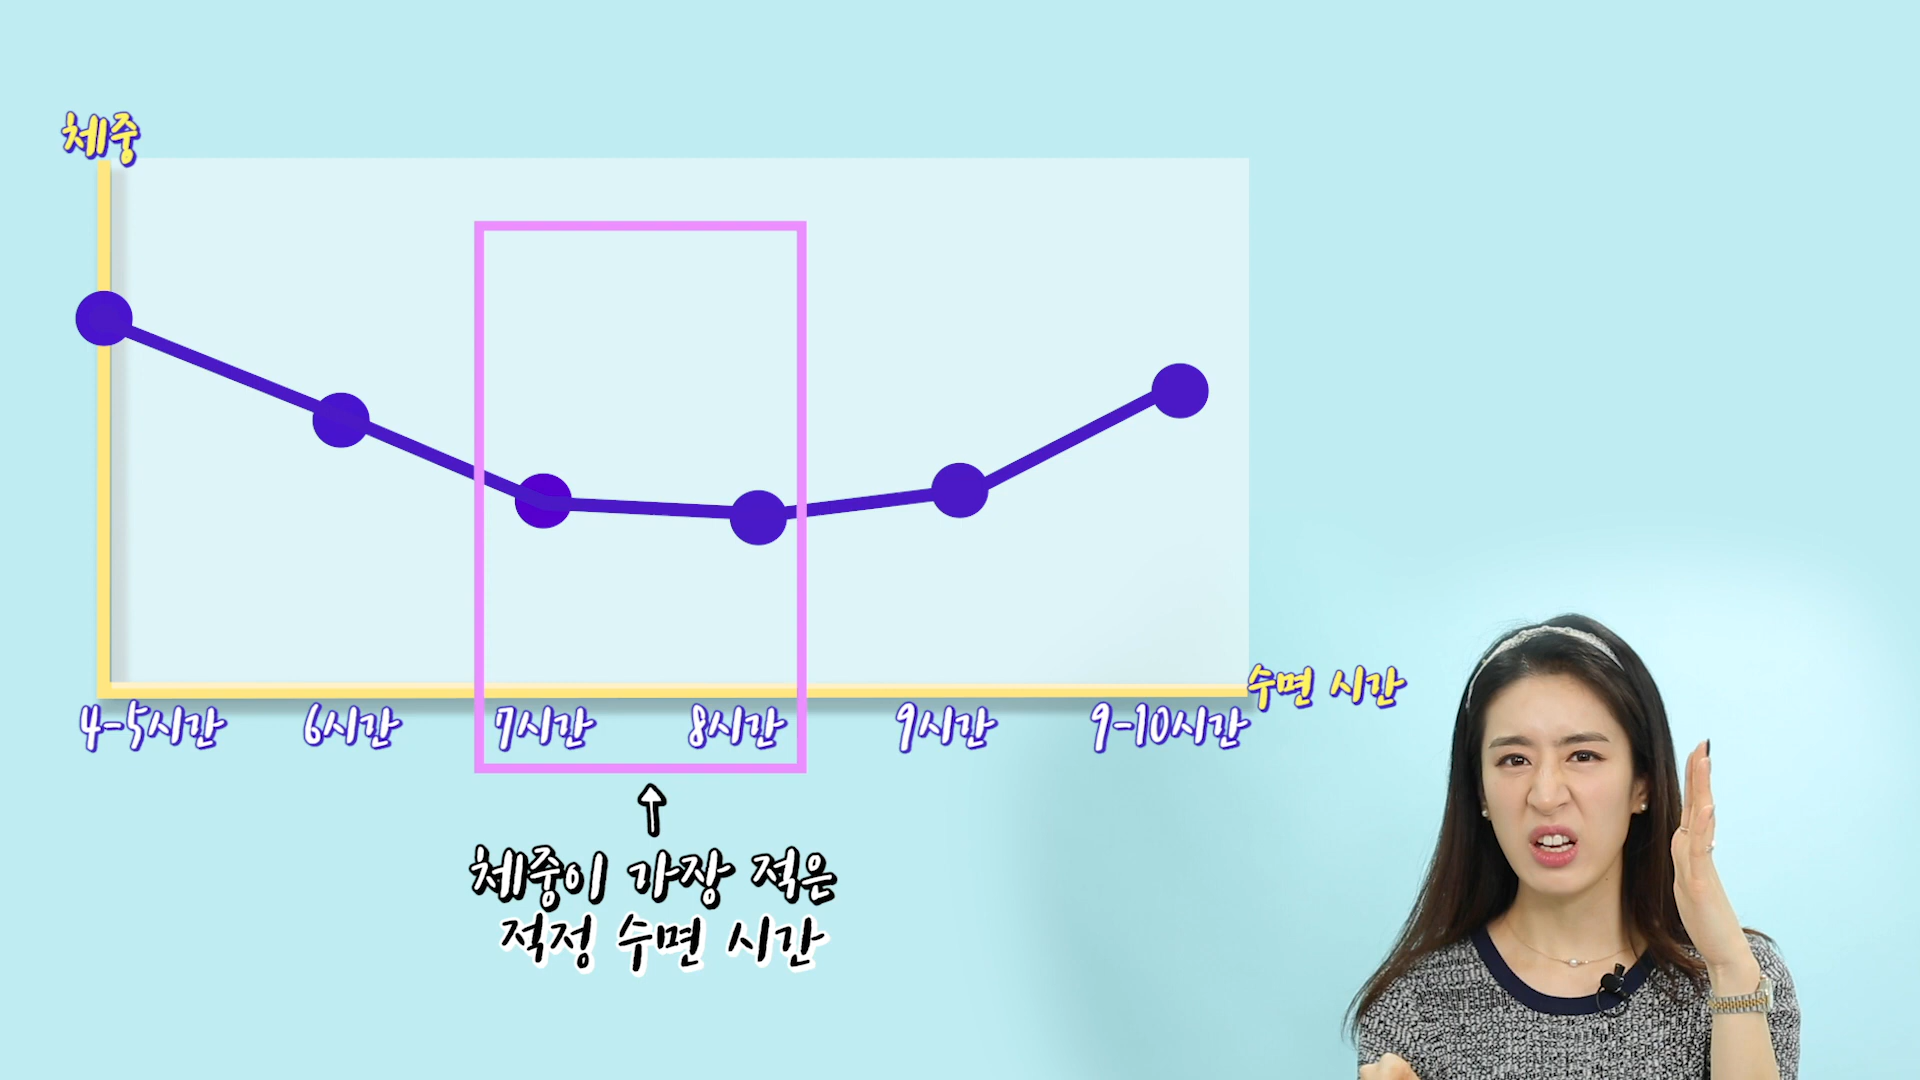 체중
수면 시간
4-5시간 6시간 7시간 8시간 9시간 9-10시간
↑
체중이 가장 적은
적정 수면 시간